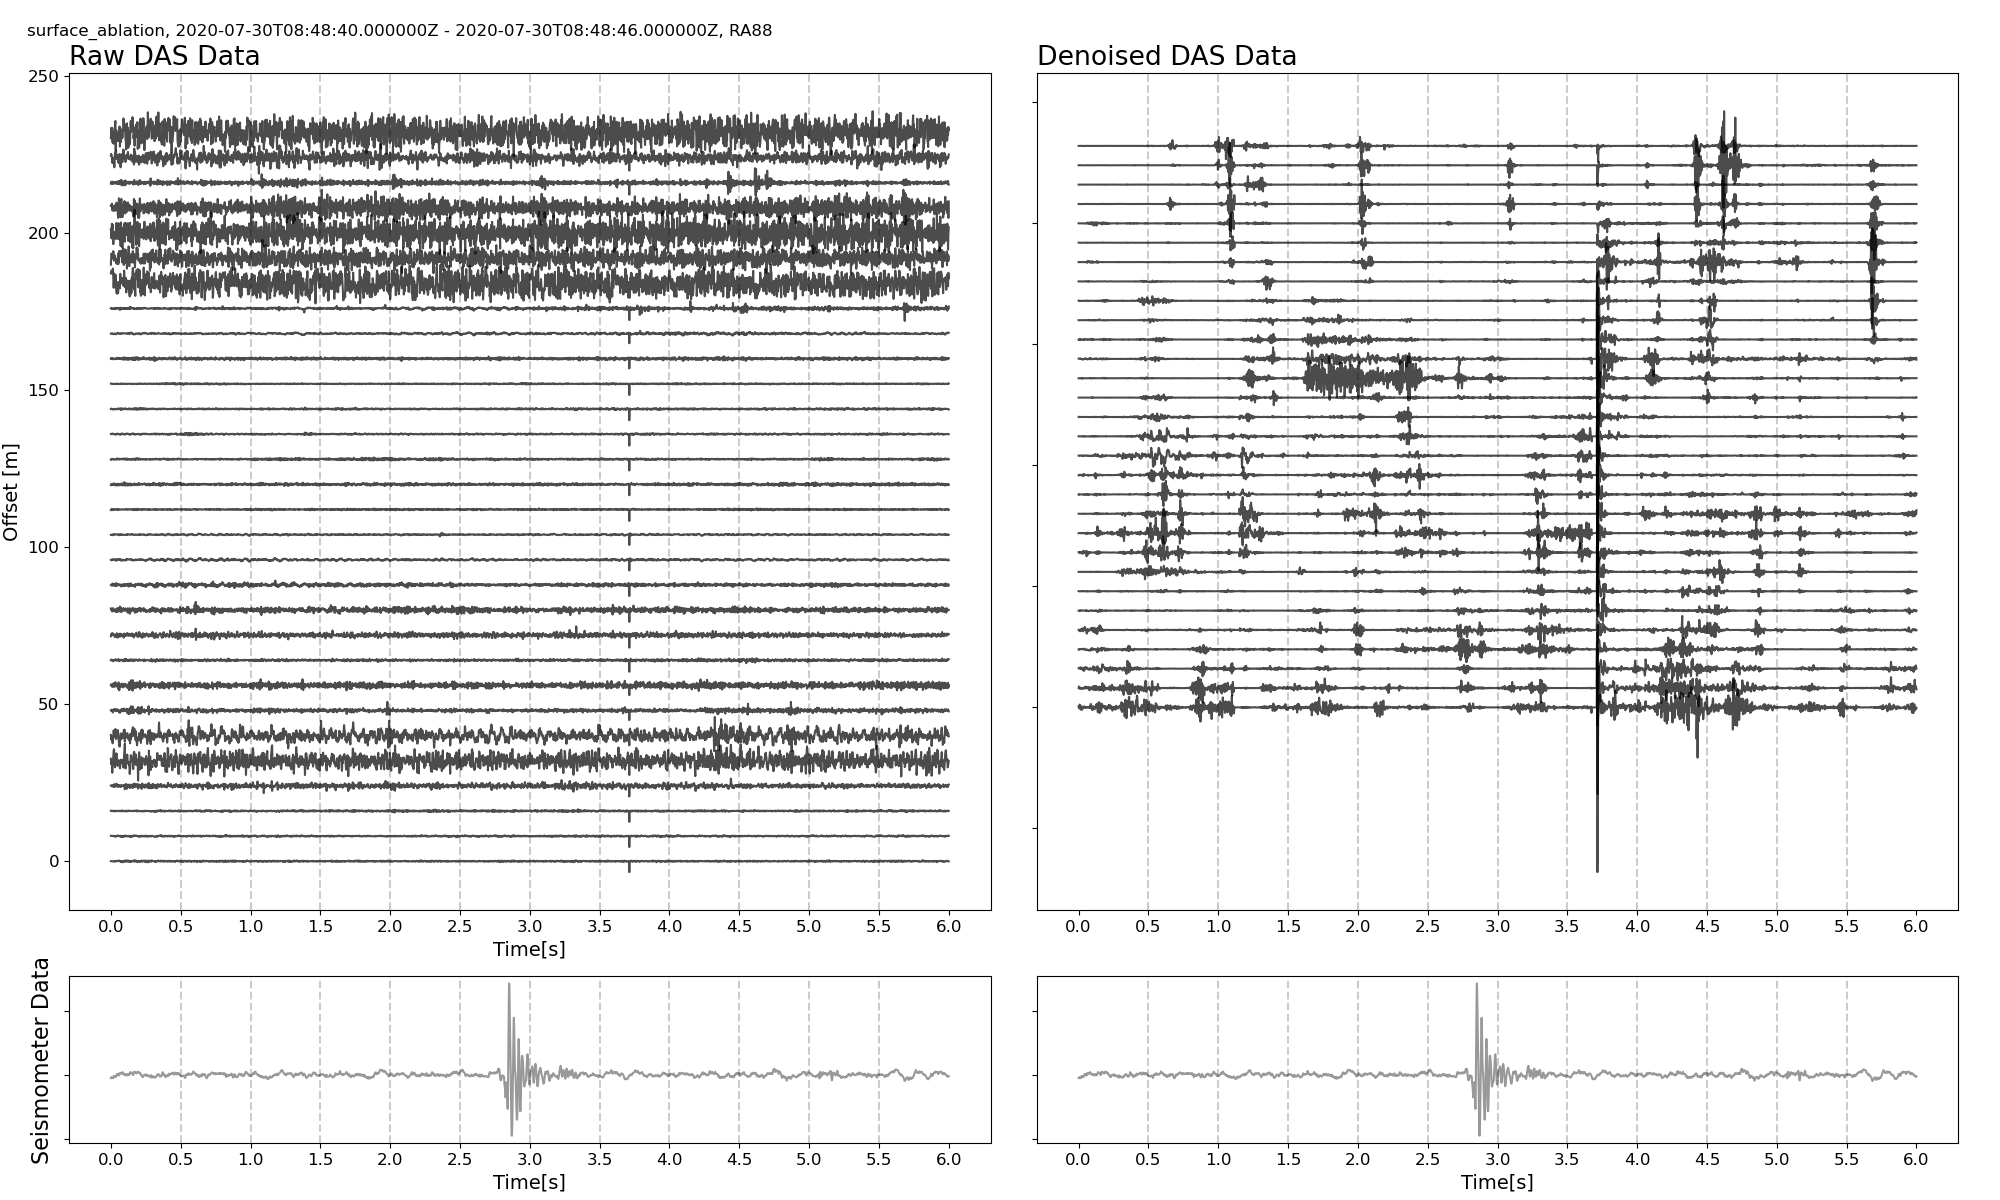 surface_ablation, 2020-07-30T08:48:40.000000Z - 2020-07-30T08:48:46.000000Z, RA88
Raw DAS Data
Denoised DAS Data
250
200
150
100
50
0
Offset [m]
0.0 0.5 1.0 1.5 2.0 2.5 3.0 3.5 4.0 4.5 5.0 5.5 6.0
Time[s]
0.0 0.5 1.0 1.5 2.0 2.5 3.0 3.5 4.0 4.5 5.0 5.5 6.0
Seismometer Data
0.0 0.5 1.0 1.5 2.0 2.5 3.0 3.5 4.0 4.5 5.0 5.5 6.0
Time[s]
0.0 0.5 1.0 1.5 2.0 2.5 3.0 3.5 4.0 4.5 5.0 5.5 6.0
Time[s]